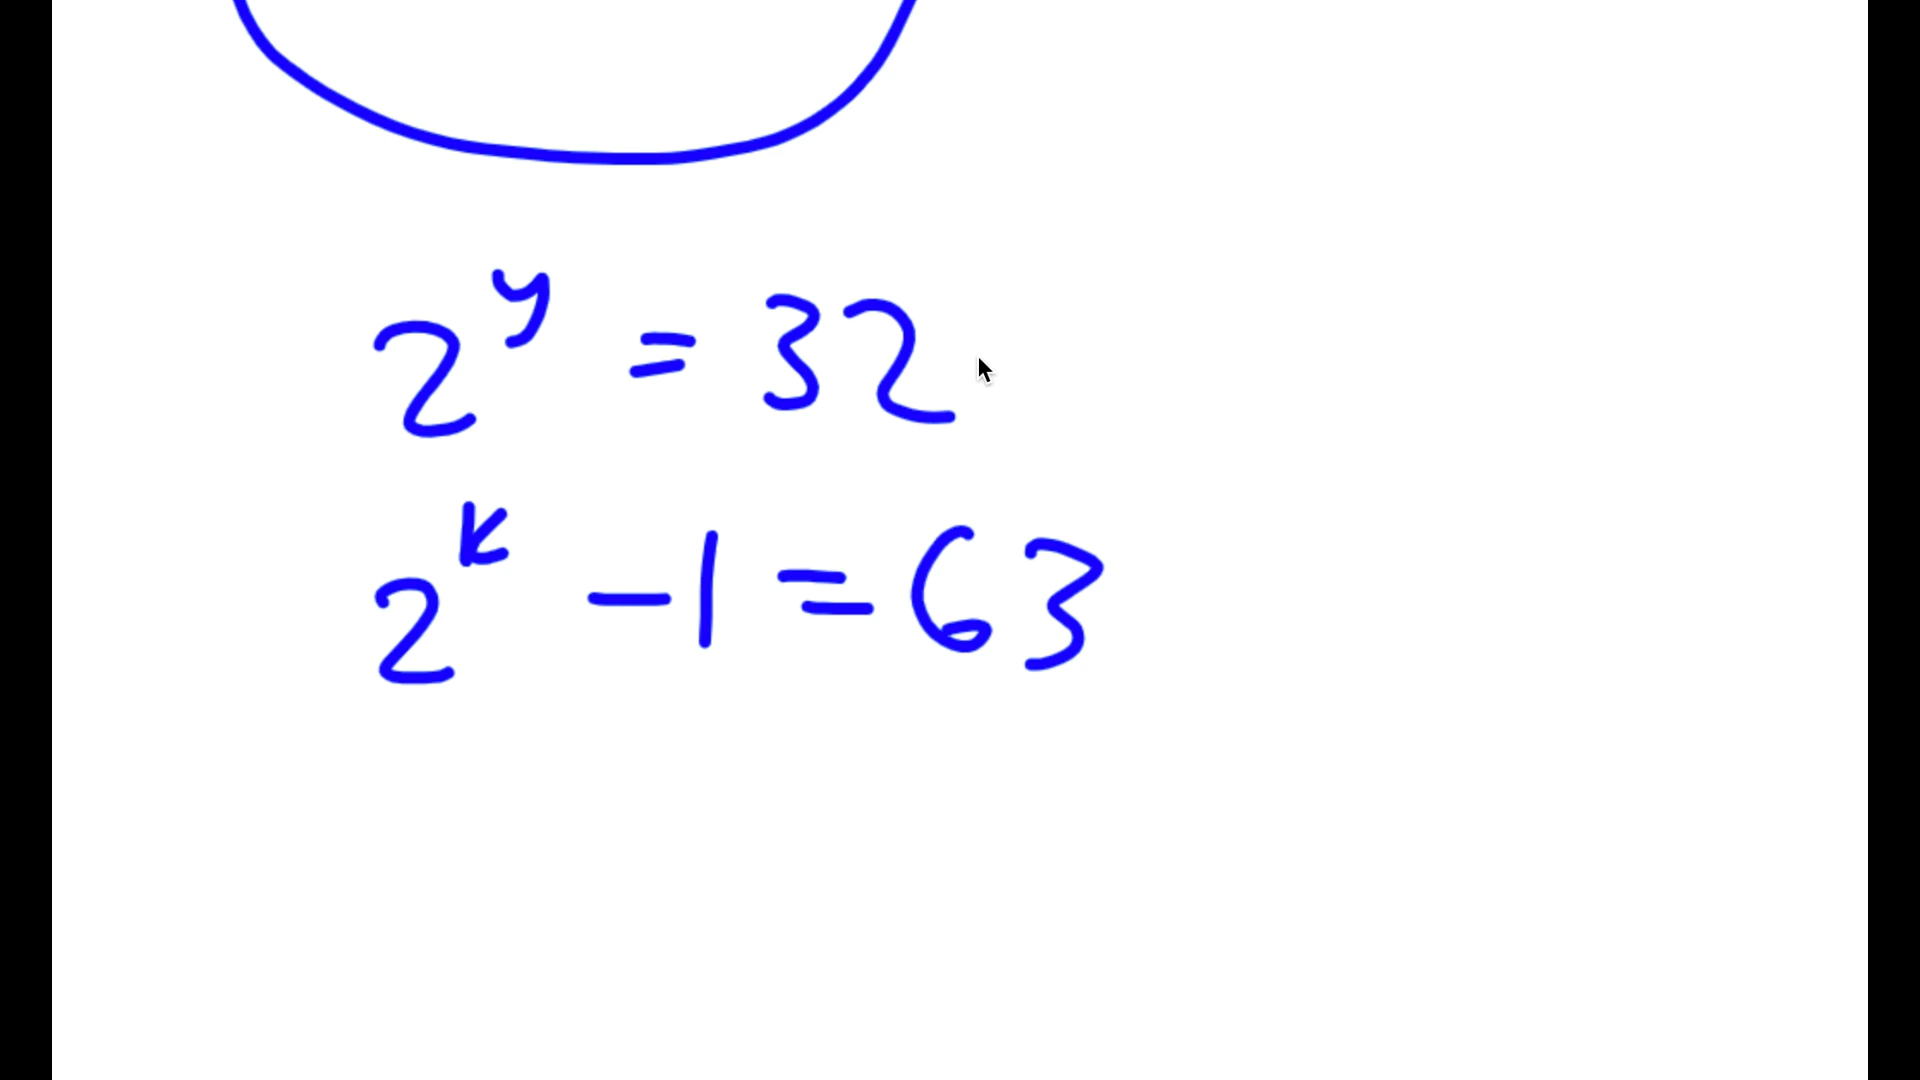 2^y = 32
2^k - 1 = 63